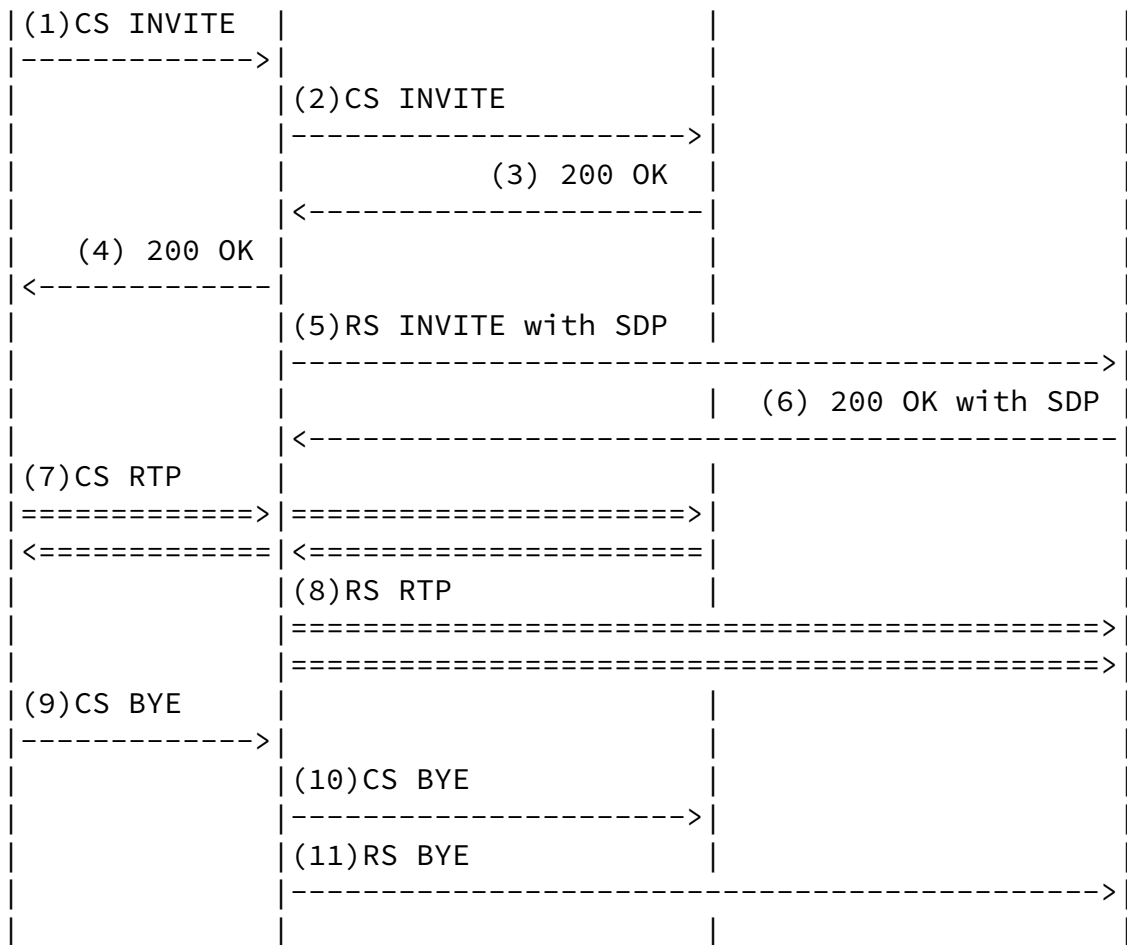 (1)CS INVITE
(2)CS INVITE
(3) 200 OK
(4) 200 OK
(5)RS INVITE with SDP
(6) 200 OK with SDP
(7)CS RTP
(8)RS RTP
(9)CS BYE
(10)CS BYE
(11)RS BYE